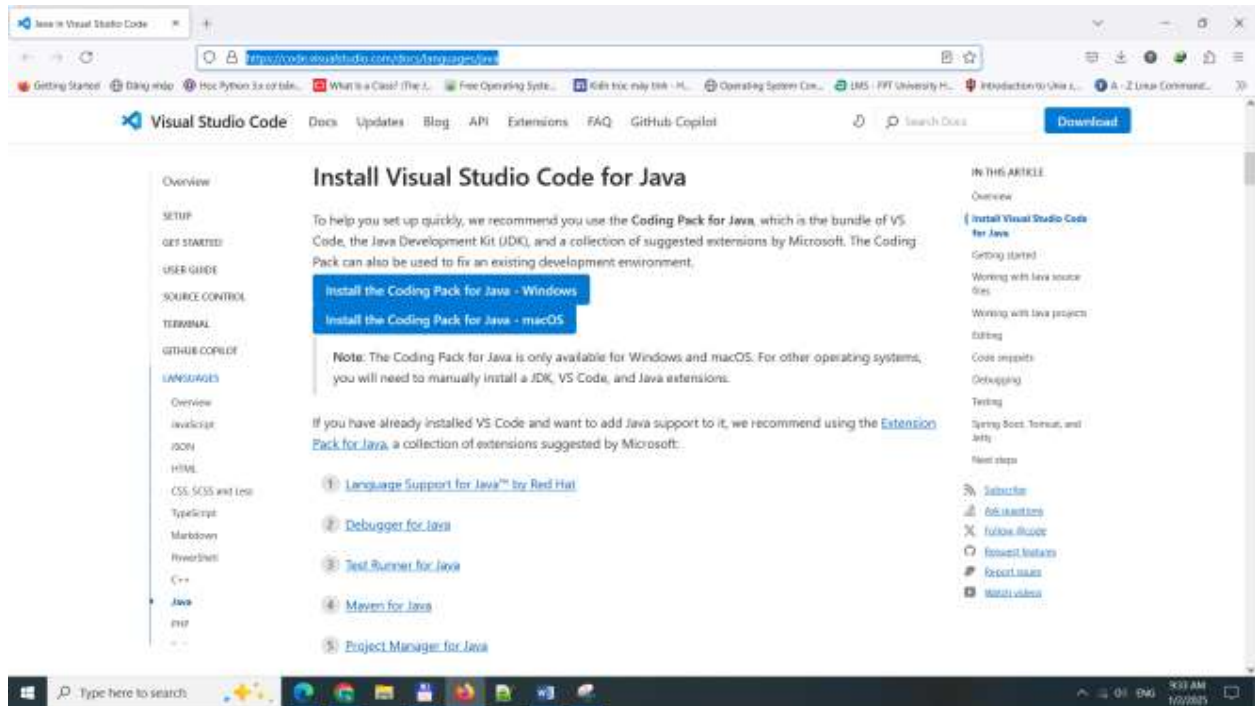 Java in Visual Studio Code
https://code.visualstudio.com/docs/languages/java
Getting Started
Đăng nhập
What is a Class? (The J...
Free Operating Syste...
Kiến trúc máy tính - H...
Operating System Con...
LMS - FPT University H...
Introduction to Unix s...
A - Z Linux Command...
Visual Studio Code Docs Updates Blog API Extensions FAQ GitHub Copilot Search Docs Download
Overview
SETUP
GET STARTED
USER GUIDE
SOURCE CONTROL
TERMINAL
GITHUB COPILOT
LANGUAGES
Overview
JavaScript
JSON
HTML
CSS, SCSS and Less
TypeScript
Markdown
PowerShell
C++
Java
PHP
Install Visual Studio Code for Java
To help you set up quickly, we recommend you use the Coding Pack for Java, which is the bundle of VS
Code, the Java Development Kit (JDK), and a collection of suggested extensions by Microsoft. The Coding
Pack can also be used to fix an existing development environment.
Install the Coding Pack for Java - Windows
Install the Coding Pack for Java - macOS
Note: The Coding Pack for Java is only available for Windows and macOS. For other operating systems,
you will need to manually install a JDK, VS Code, and Java extensions.
If you have already installed VS Code and want to add Java support to it, we recommend using the Extension
Pack for Java, a collection of extensions suggested by Microsoft:
1 Language Support for Java™ by Red Hat
2 Debugger for Java
3 Test Runner for Java
4 Maven for Java
5 Project Manager for Java
IN THIS ARTICLE
Overview
Install Visual Studio Code
for Java
Getting started
Working with Java source
files
Working with Java projects
Editing
Code snippets
Debugging
Testing
Spring Boot, Tomcat, and
Jetty
Next steps
Subscribe
Ask questions
Follow @code
Request features
Report issues
Watch videos
Type here to search
ENG
9:33 AM
1/2/2025